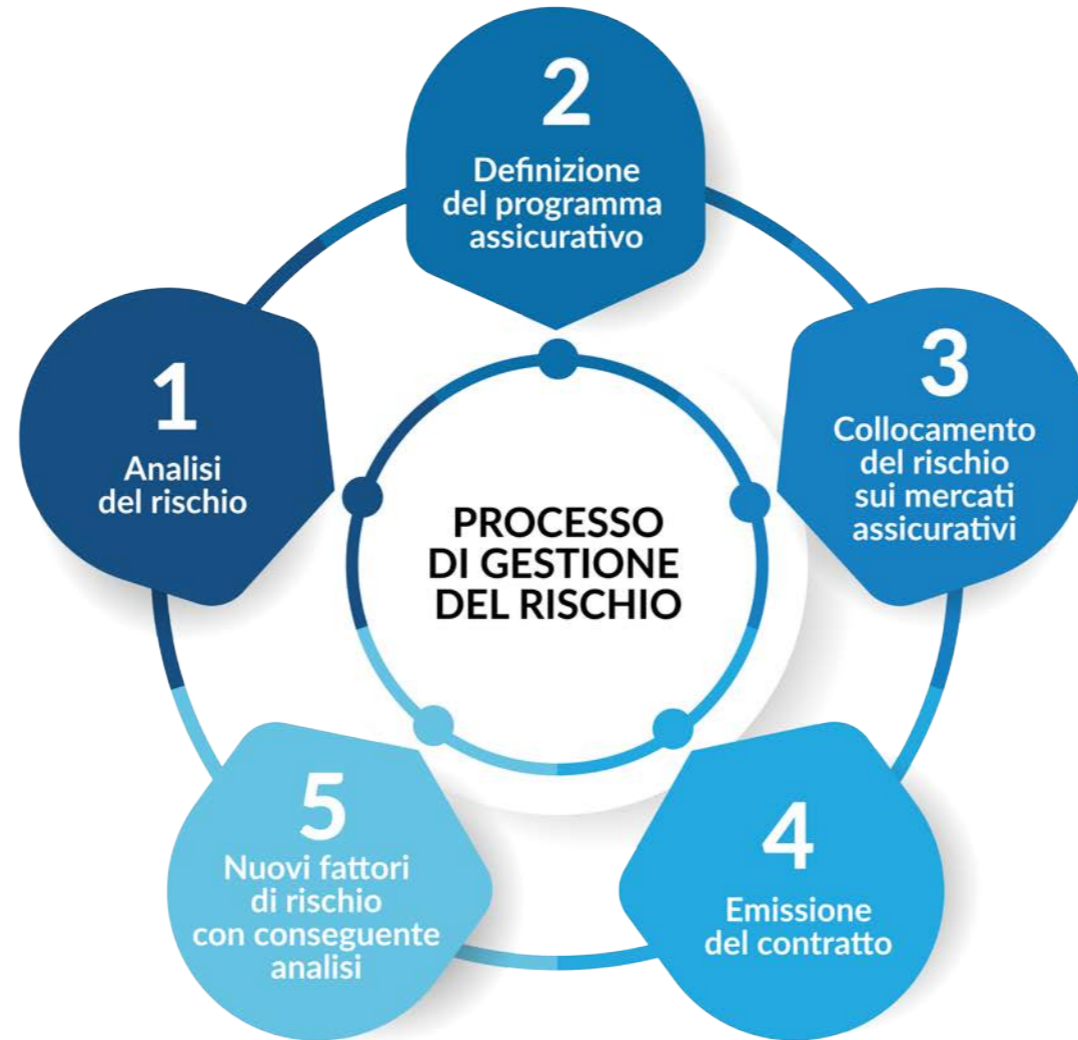 PROCESSO
DI GESTIONE
DEL RISCHIO
1
Analisi
del rischio
2
Definizione
del programma
assicurativo
3
Collocamento
del rischio
sui mercati
assicurativi
4
Emissione
del contratto
5
Nuovi fattori
di rischio
con conseguente
analisi